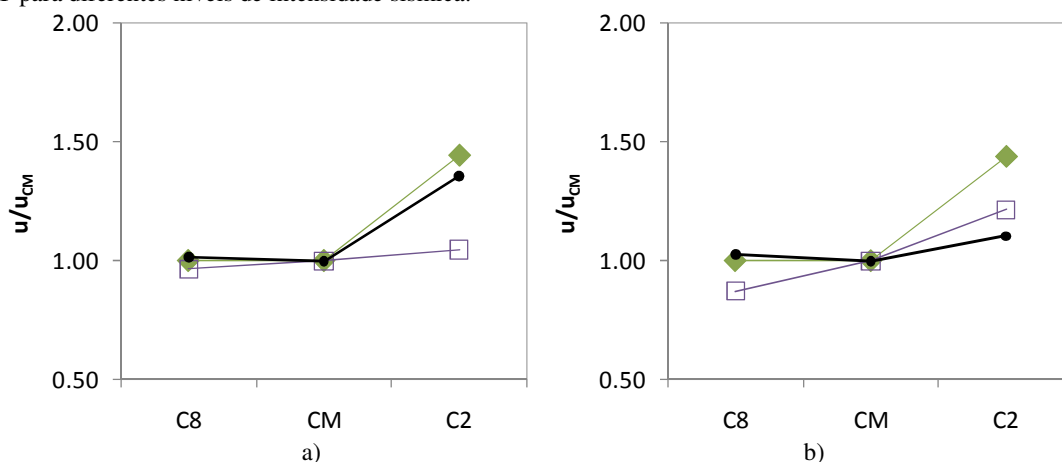 para diferentes níveis de intensidade sísmica.
2.00
1.50
1.00
0.50
u/uCM
C8 CM C2
a)
2.00
1.50
1.00
0.50
u/uCM
C8 CM C2
b)